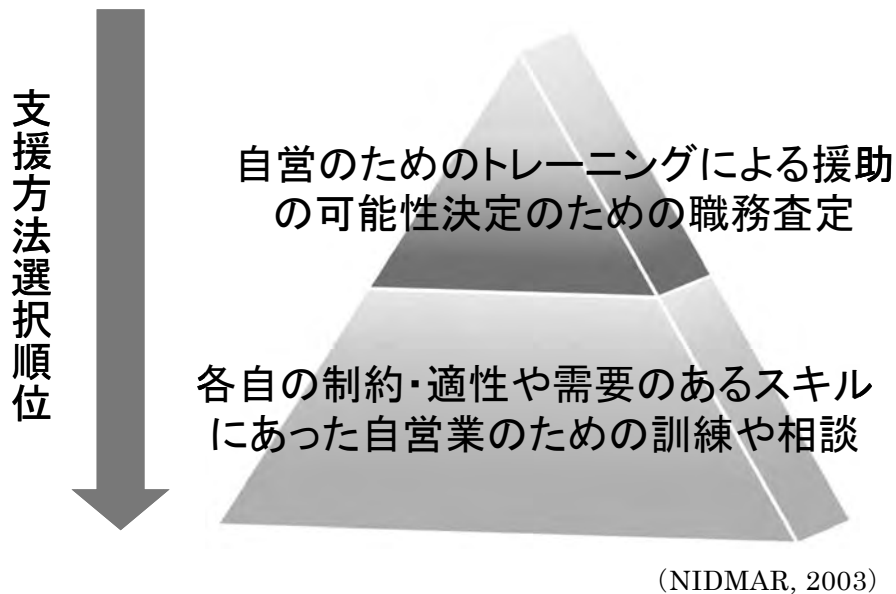 支援方法選択順位
自営のためのトレーニングによる援助
の可能性決定のための職務査定
各自の制約・適性や需要のあるスキル
にあった自営業のための訓練や相談
（NIDMAR, 2003）